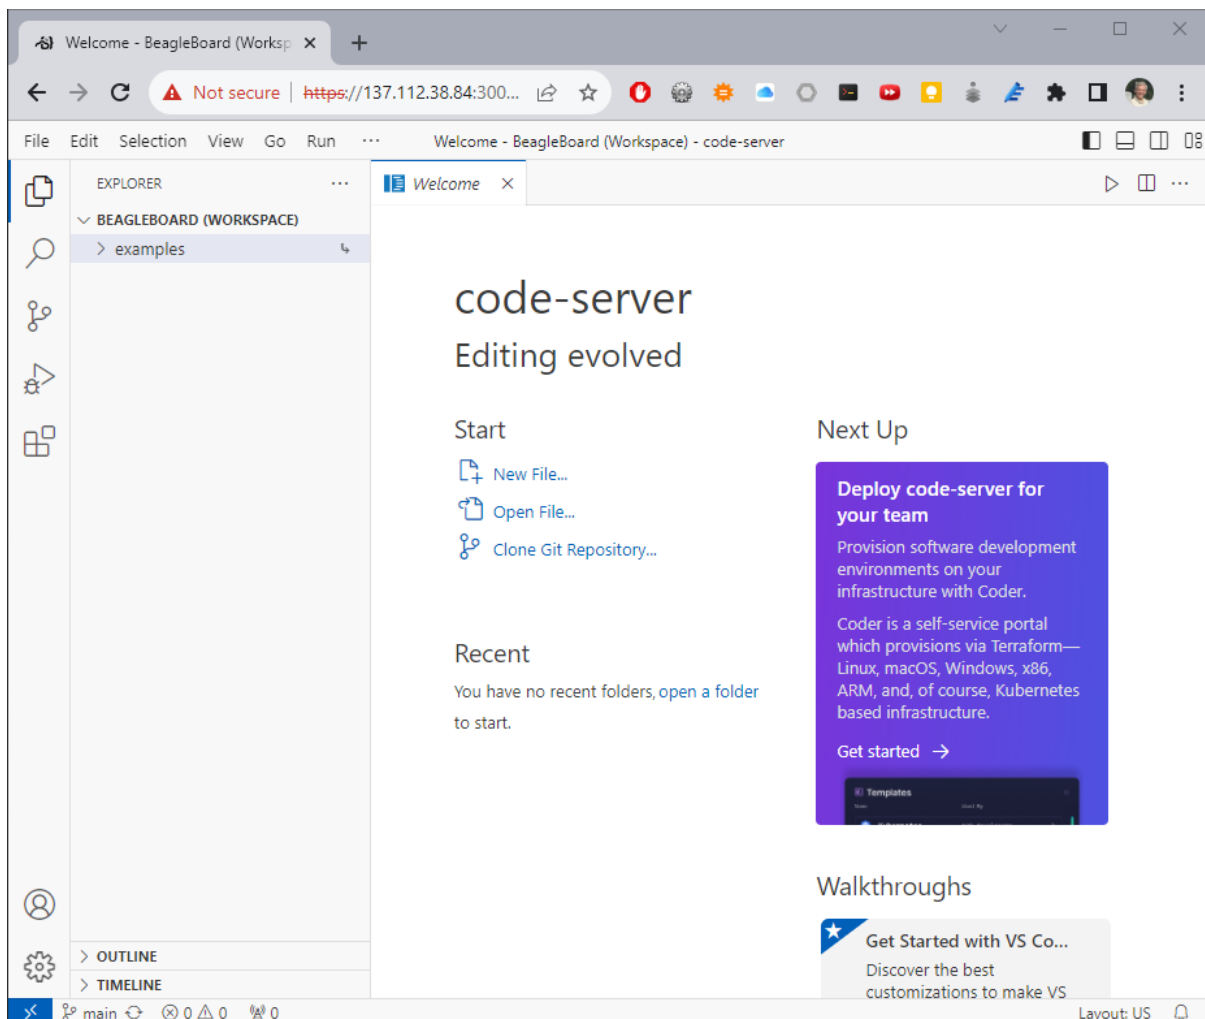 Welcome - BeagleBoard (Worksp
Not secure | https://137.112.38.84:300...
File Edit Selection View Go Run ··· Welcome - BeagleBoard (Workspace) - code-server
EXPLORER ···
Welcome
BEAGLEBOARD (WORKSPACE)
examples
code-server
Editing evolved
Start
New File...
Open File...
Clone Git Repository...
Recent
You have no recent folders, open a folder
to start.
Next Up
Deploy code-server for
your team
Provision software development
environments on your
infrastructure with Coder.
Coder is a self-service portal
which provisions via Terraform—
Linux, macOS, Windows, x86,
ARM, and, of course, Kubernetes
based infrastructure.
Get started →
Templates
Walkthroughs
Get Started with VS Co...
Discover the best
customizations to make VS
OUTLINE
TIMELINE
main 0 0 0 Layout: US